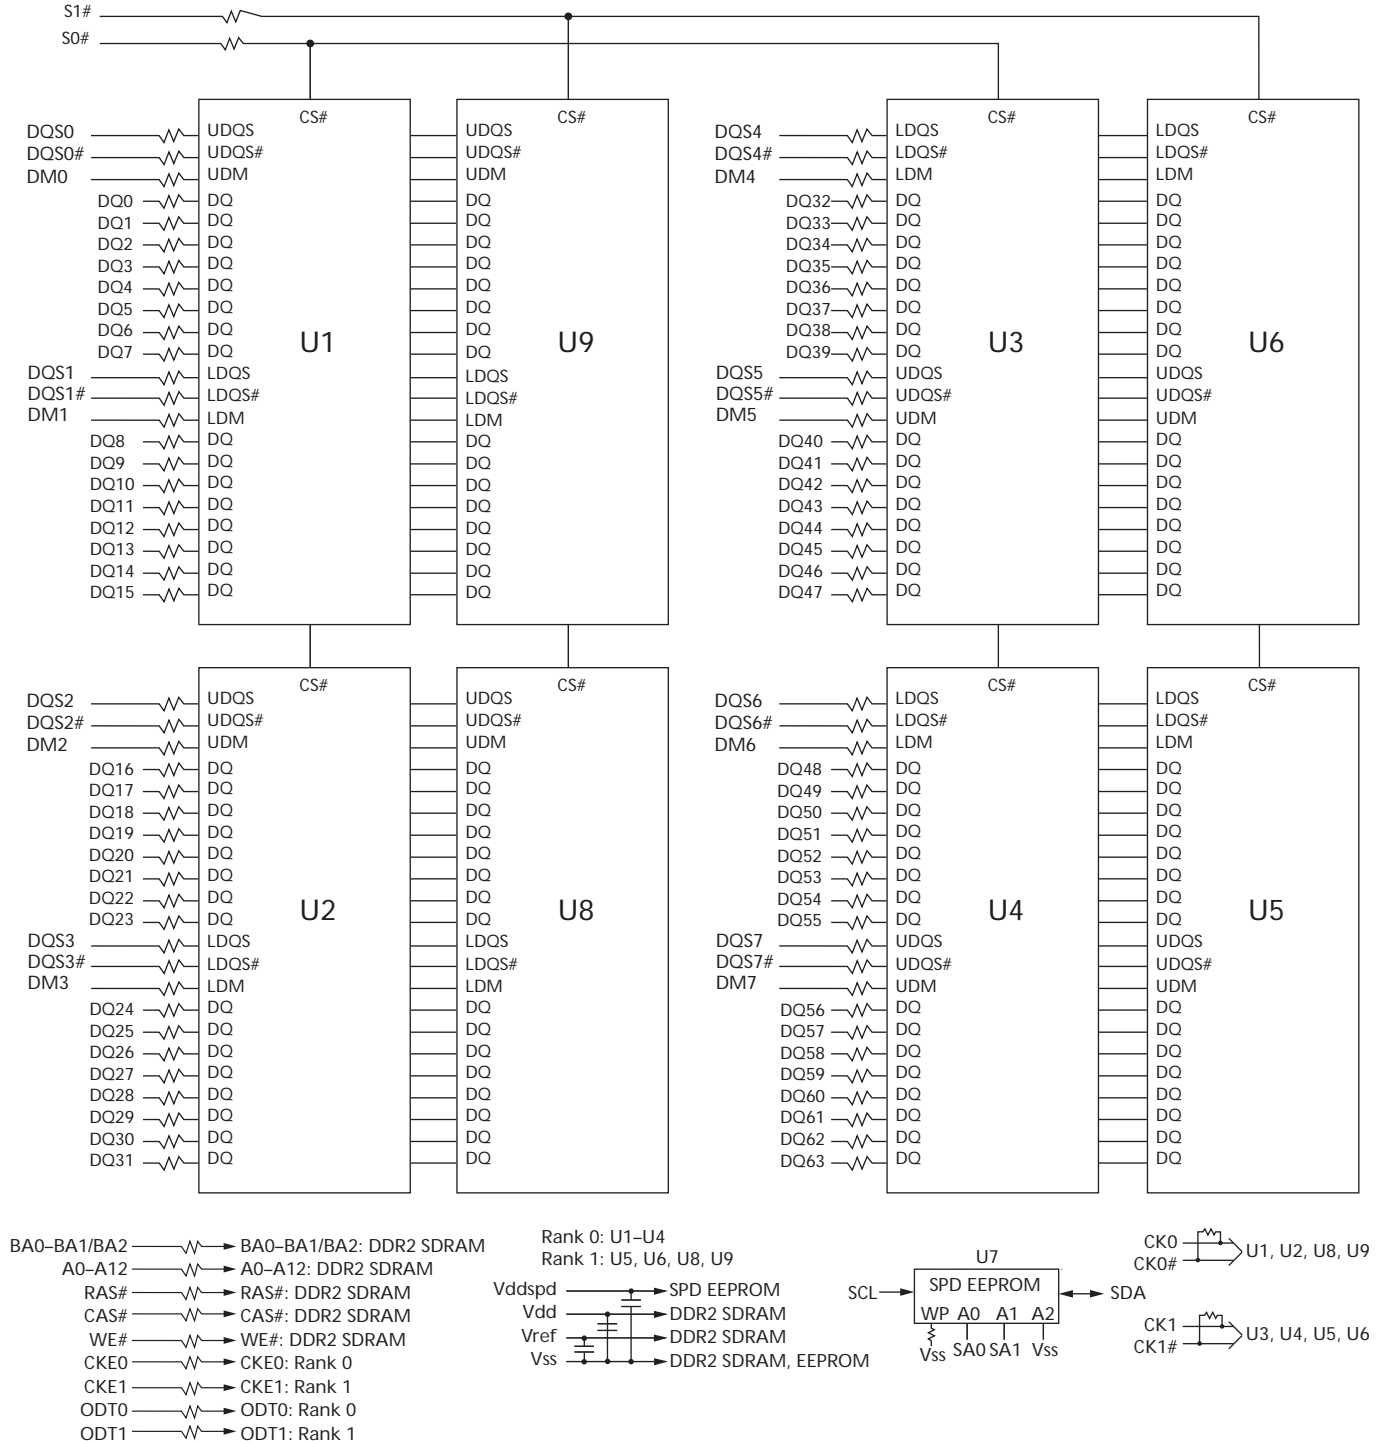 S1#
S0#
CS#
DQS0 UDQS
DQS0# UDQS#
DM0 UDM
DQ0 DQ
DQ1 DQ
DQ2 DQ
DQ3 DQ
DQ4 DQ
DQ5 DQ
DQ6 DQ
DQ7 DQ
U1
DQS1 LDQS
DQS1# LDQS#
DM1 LDM
DQ8 DQ
DQ9 DQ
DQ10 DQ
DQ11 DQ
DQ12 DQ
DQ13 DQ
DQ14 DQ
DQ15 DQ
CS#
UDQS
UDQS#
UDM
DQ
DQ
DQ
DQ
DQ
DQ
DQ
DQ
U9
LDQS
LDQS#
LDM
DQ
DQ
DQ
DQ
DQ
DQ
DQ
DQ
CS#
DQS4 LDQS
DQS4# LDQS#
DM4 LDM
DQ32 DQ
DQ33 DQ
DQ34 DQ
DQ35 DQ
DQ36 DQ
DQ37 DQ
DQ38 DQ
DQ39 DQ
U3
DQS5 UDQS
DQS5# UDQS#
DM5 UDM
DQ40 DQ
DQ41 DQ
DQ42 DQ
DQ43 DQ
DQ44 DQ
DQ45 DQ
DQ46 DQ
DQ47 DQ
CS#
LDQS
LDQS#
LDM
DQ
DQ
DQ
DQ
DQ
DQ
DQ
DQ
U6
UDQS
UDQS#
UDM
DQ
DQ
DQ
DQ
DQ
DQ
DQ
DQ
CS#
DQS2 UDQS
DQS2# UDQS#
DM2 UDM
DQ16 DQ
DQ17 DQ
DQ18 DQ
DQ19 DQ
DQ20 DQ
DQ21 DQ
DQ22 DQ
DQ23 DQ
U2
DQS3 LDQS
DQS3# LDQS#
DM3 LDM
DQ24 DQ
DQ25 DQ
DQ26 DQ
DQ27 DQ
DQ28 DQ
DQ29 DQ
DQ30 DQ
DQ31 DQ
CS#
UDQS
UDQS#
UDM
DQ
DQ
DQ
DQ
DQ
DQ
DQ
DQ
U8
LDQS
LDQS#
LDM
DQ
DQ
DQ
DQ
DQ
DQ
DQ
DQ
CS#
DQS6 LDQS
DQS6# LDQS#
DM6 LDM
DQ48 DQ
DQ49 DQ
DQ50 DQ
DQ51 DQ
DQ52 DQ
DQ53 DQ
DQ54 DQ
DQ55 DQ
U4
DQS7 UDQS
DQS7# UDQS#
DM7 UDM
DQ56 DQ
DQ57 DQ
DQ58 DQ
DQ59 DQ
DQ60 DQ
DQ61 DQ
DQ62 DQ
DQ63 DQ
CS#
LDQS
LDQS#
LDM
DQ
DQ
DQ
DQ
DQ
DQ
DQ
DQ
U5
UDQS
UDQS#
UDM
DQ
DQ
DQ
DQ
DQ
DQ
DQ
DQ
BA0–BA1/BA2 BA0–BA1/BA2: DDR2 SDRAM
A0–A12 A0–A12: DDR2 SDRAM
RAS# RAS#: DDR2 SDRAM
CAS# CAS#: DDR2 SDRAM
WE# WE#: DDR2 SDRAM
CKE0 CKE0: Rank 0
CKE1 CKE1: Rank 1
ODT0 ODT0: Rank 0
ODT1 ODT1: Rank 1
Rank 0: U1–U4
Rank 1: U5, U6, U8, U9
Vddspd SPD EEPROM
Vdd DDR2 SDRAM
Vref DDR2 SDRAM
Vss DDR2 SDRAM, EEPROM
U7
SCL SPD EEPROM SDA
WP A0 A1 A2
Vss SA0 SA1 Vss
CK0
CK0#
U1, U2, U8, U9
CK1
CK1#
U3, U4, U5, U6